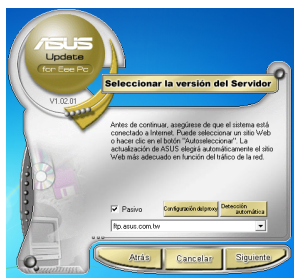 ASUS
Update
for Eee Pc
V1.02.01
Seleccionar la versión del Servidor
Antes de continuar, asegúrese de que el sistema está
conectado a Internet. Puede seleccionar un sitio Web
o hacer clic en el botón "Autoseleccionar". La
actualización de ASUS elegirá automáticamente el sitio
Web más adecuado en función del tráfico de la red.
Pasivo
Configuración del proxy
Detección
automática
ftp.asus.com.tw
Atrás
Cancelar
Siguiente